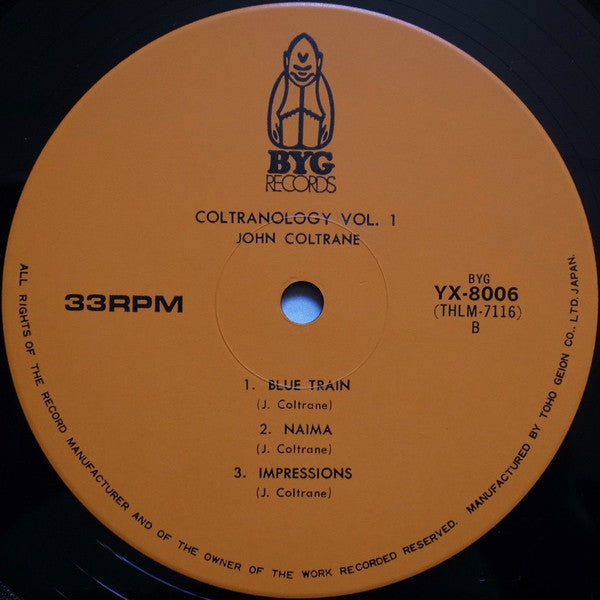 BYG
RECORDS
COLTRANOLOGY VOL. 1
JOHN COLTRANE
33RPM
BYG
YX-8006
(THLM-7116)
B
1. BLUE TRAIN
(J. Coltrane)
2. NAIMA
(J. Coltrane)
3. IMPRESSIONS
(J. Coltrane)
ALL RIGHTS OF THE RECORD MANUFACTURER AND OF THE OWNER OF THE WORK RECORDED RESERVED. MANUFACTURED BY TOHO GEION CO., LTD. JAPAN.